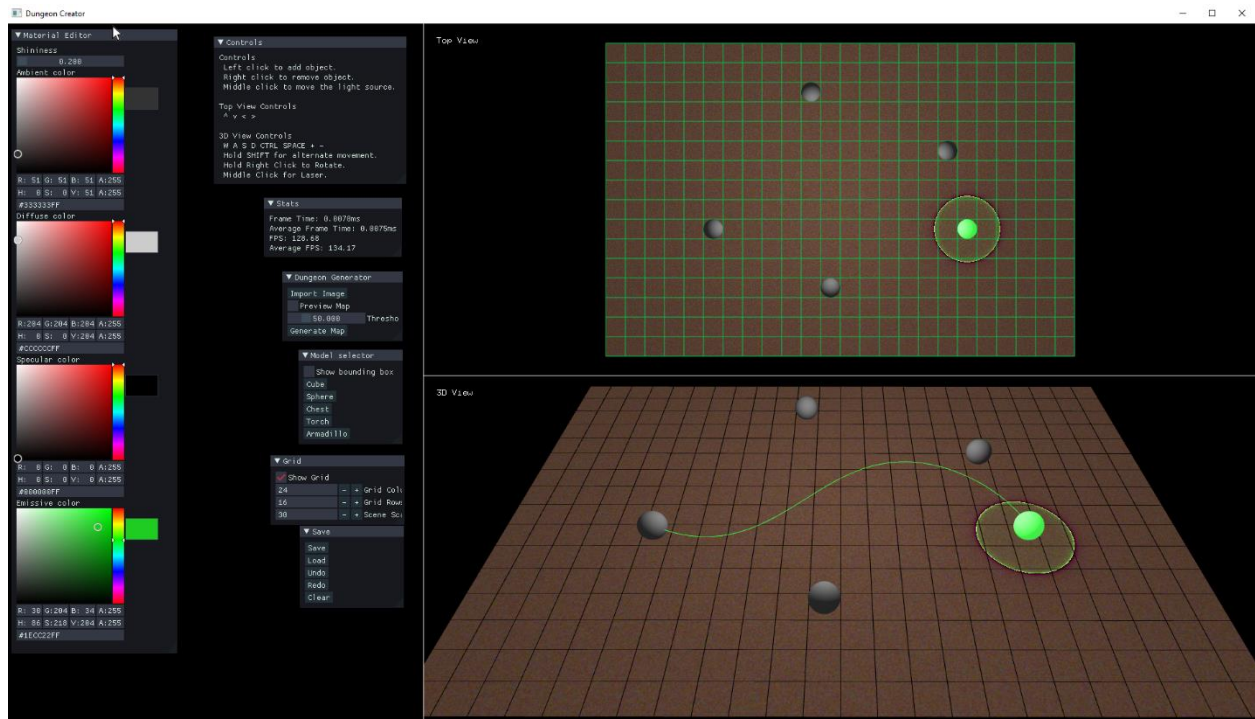 Dungeon Creator
Material Editor
Shininess
0.200
Ambient color
R: 51 G: 51 B: 51 A:255
H: 0 S: 0 V: 51 A:255
#333333FF
Diffuse color
R:204 G:204 B:204 A:255
H: 0 S: 0 V:204 A:255
#CCCCCCFF
Specular color
R: 0 G: 0 B: 0 A:255
H: 0 S: 0 V: 0 A:255
#000000FF
Emissive color
R: 30 G:204 B: 34 A:255
H: 86 S:218 V:204 A:255
#1ECC22FF
Controls
Controls
Left click to add object.
Right click to remove object.
Middle click to move the light source.
Top View Controls
^ v < >
3D View Controls
W A S D CTRL SPACE + -
Hold SHIFT for alternate movement.
Hold Right Click to Rotate.
Middle Click for Laser.
Stats
Frame Time: 0.0078ms
Average Frame Time: 0.0075ms
FPS: 128.68
Average FPS: 134.17
Dungeon Generator
Import Image
Preview Map
50.000 Thresho
Generate Map
Model selector
Show bounding box
Cube
Sphere
Chest
Torch
Armadillo
Grid
Show Grid
24 - + Grid Colu
16 - + Grid Rows
30 - + Scene Sca
Save
Save
Load
Undo
Redo
Clear
Top View
3D View